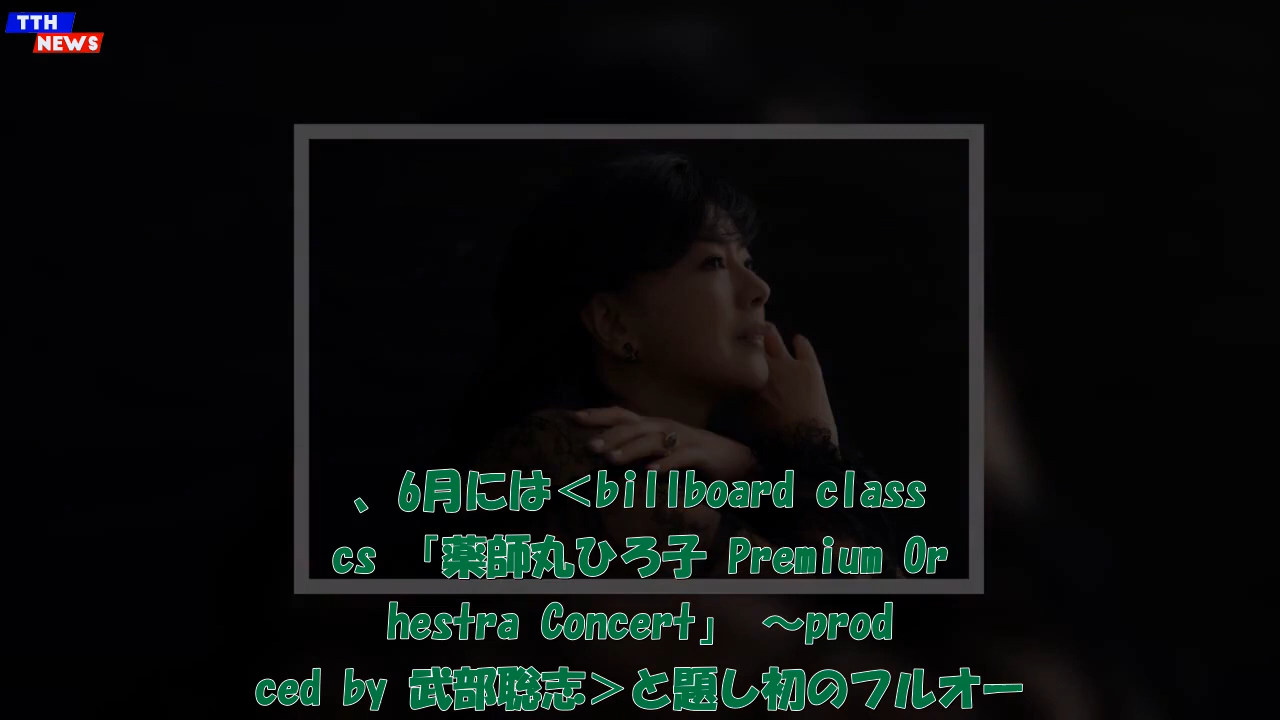 TTH
NEWS
、6月には＜billboard class
cs 「薬師丸ひろ子 Premium Or
hestra Concert」 ～prod
ced by 武部聡志＞と題し初のフルオー